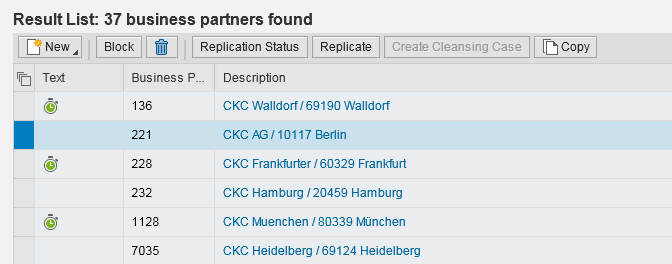 Result List: 37 business partners found
New Block Replication Status Replicate Create Cleansing Case Copy
Text Business P... Description
136 CKC Walldorf / 69190 Walldorf
221 CKC AG / 10117 Berlin
228 CKC Frankfurter / 60329 Frankfurt
232 CKC Hamburg / 20459 Hamburg
1128 CKC Muenchen / 80339 München
7035 CKC Heidelberg / 69124 Heidelberg